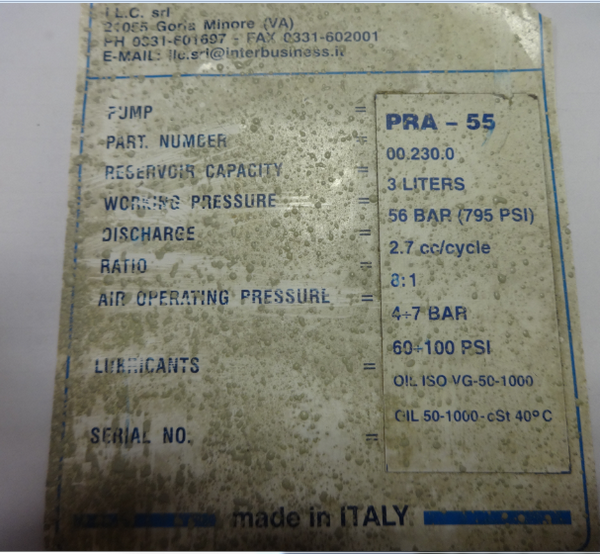 I.L.C. srl
21055 Gorla Minore (VA)
PH 0331-601697 - FAX 0331-602001
E-MAIL: ilc.srl@interbusiness.it
PUMP = PRA - 55
PART. NUMBER = 00.230.0
RESERVOIR CAPACITY = 3 LITERS
WORKING PRESSURE = 56 BAR (795 PSI)
DISCHARGE = 2.7 cc/cycle
RATIO = 8:1
AIR OPERATING PRESSURE = 4÷7 BAR
60÷100 PSI
LUBRICANTS = OIL ISO VG-50-1000
OIL 50-1000-cSt 40°C
SERIAL NO. =
made in ITALY